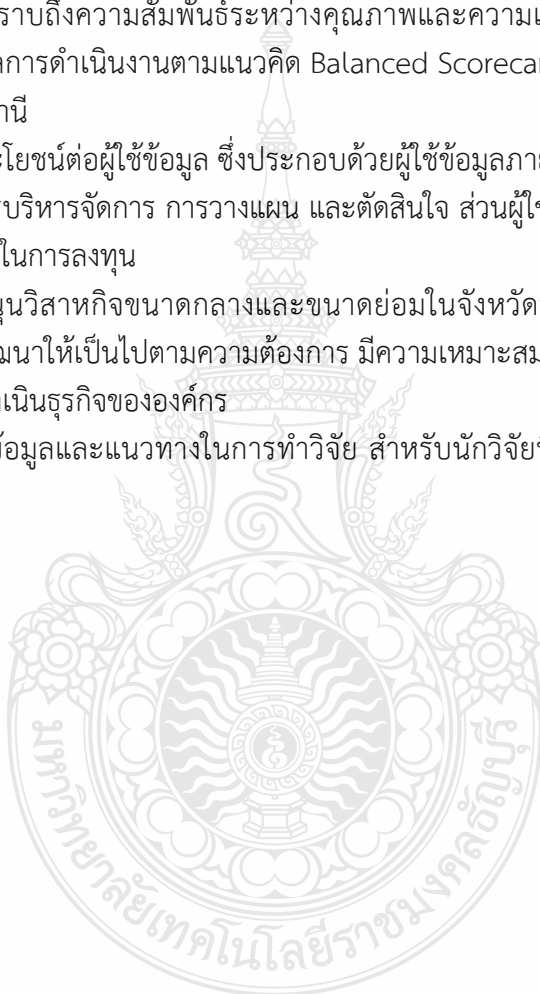 ราบถึงความสัมพันธ์ระหว่างคุณภาพและความเ
ลการดำเนินงานตามแนวคิด Balanced Scorecar
านี
ะโยชน์ต่อผู้ใช้ข้อมูล ซึ่งประกอบด้วยผู้ใช้ข้อมูลภาย
รบริหารจัดการ การวางแผน และตัดสินใจ ส่วนผู้ใช
ในการลงทุน
นุนวิสาหกิจขนาดกลางและขนาดย่อมในจังหวัด
ฒนาให้เป็นไปตามความต้องการ มีความเหมาะสม
เนินธุรกิจขององค์กร
ข้อมูลและแนวทางในการทำวิจัย สำหรับนักวิจัย
มหาวิทยาลัยเทคโนโลยีราชมงคลธัญบุรี